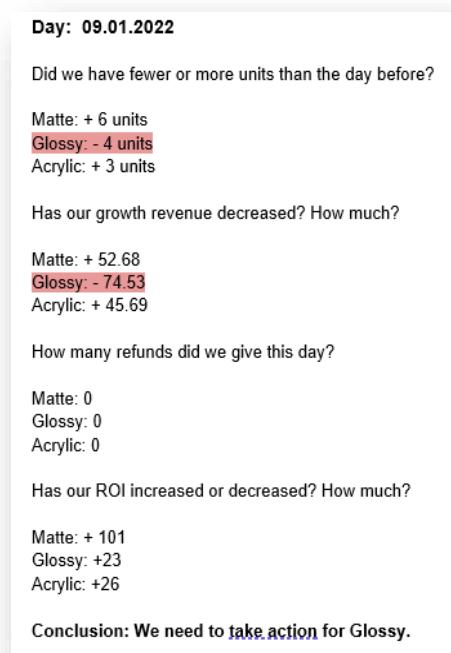 Day: 09.01.2022
Did we have fewer or more units than the day before?
Matte: + 6 units
Glossy: - 4 units
Acrylic: + 3 units
Has our growth revenue decreased? How much?
Matte: + 52.68
Glossy: - 74.53
Acrylic: + 45.69
How many refunds did we give this day?
Matte: 0
Glossy: 0
Acrylic: 0
Has our ROI increased or decreased? How much?
Matte: + 101
Glossy: +23
Acrylic: +26
Conclusion: We need to take action for Glossy.